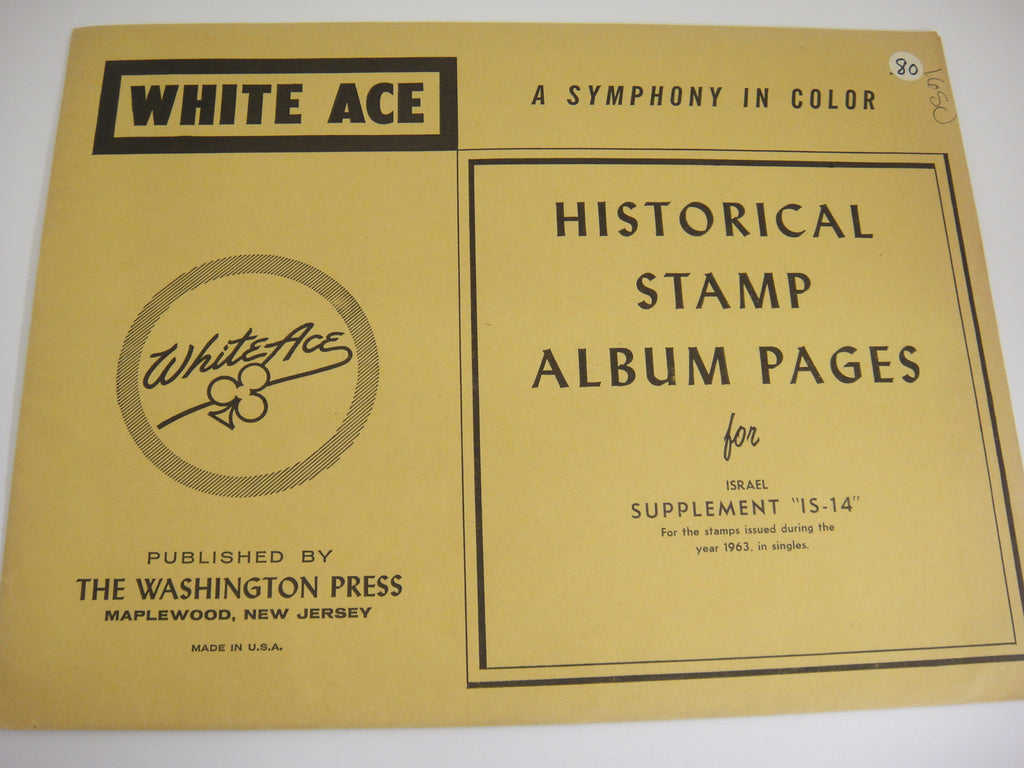 WHITE ACE
A SYMPHONY IN COLOR
.80
HISTORICAL
STAMP
ALBUM PAGES
for
ISRAEL
SUPPLEMENT "IS-14"
For the stamps issued during the
year 1963, in singles.
White Ace
PUBLISHED BY
THE WASHINGTON PRESS
MAPLEWOOD, NEW JERSEY
MADE IN U.S.A.